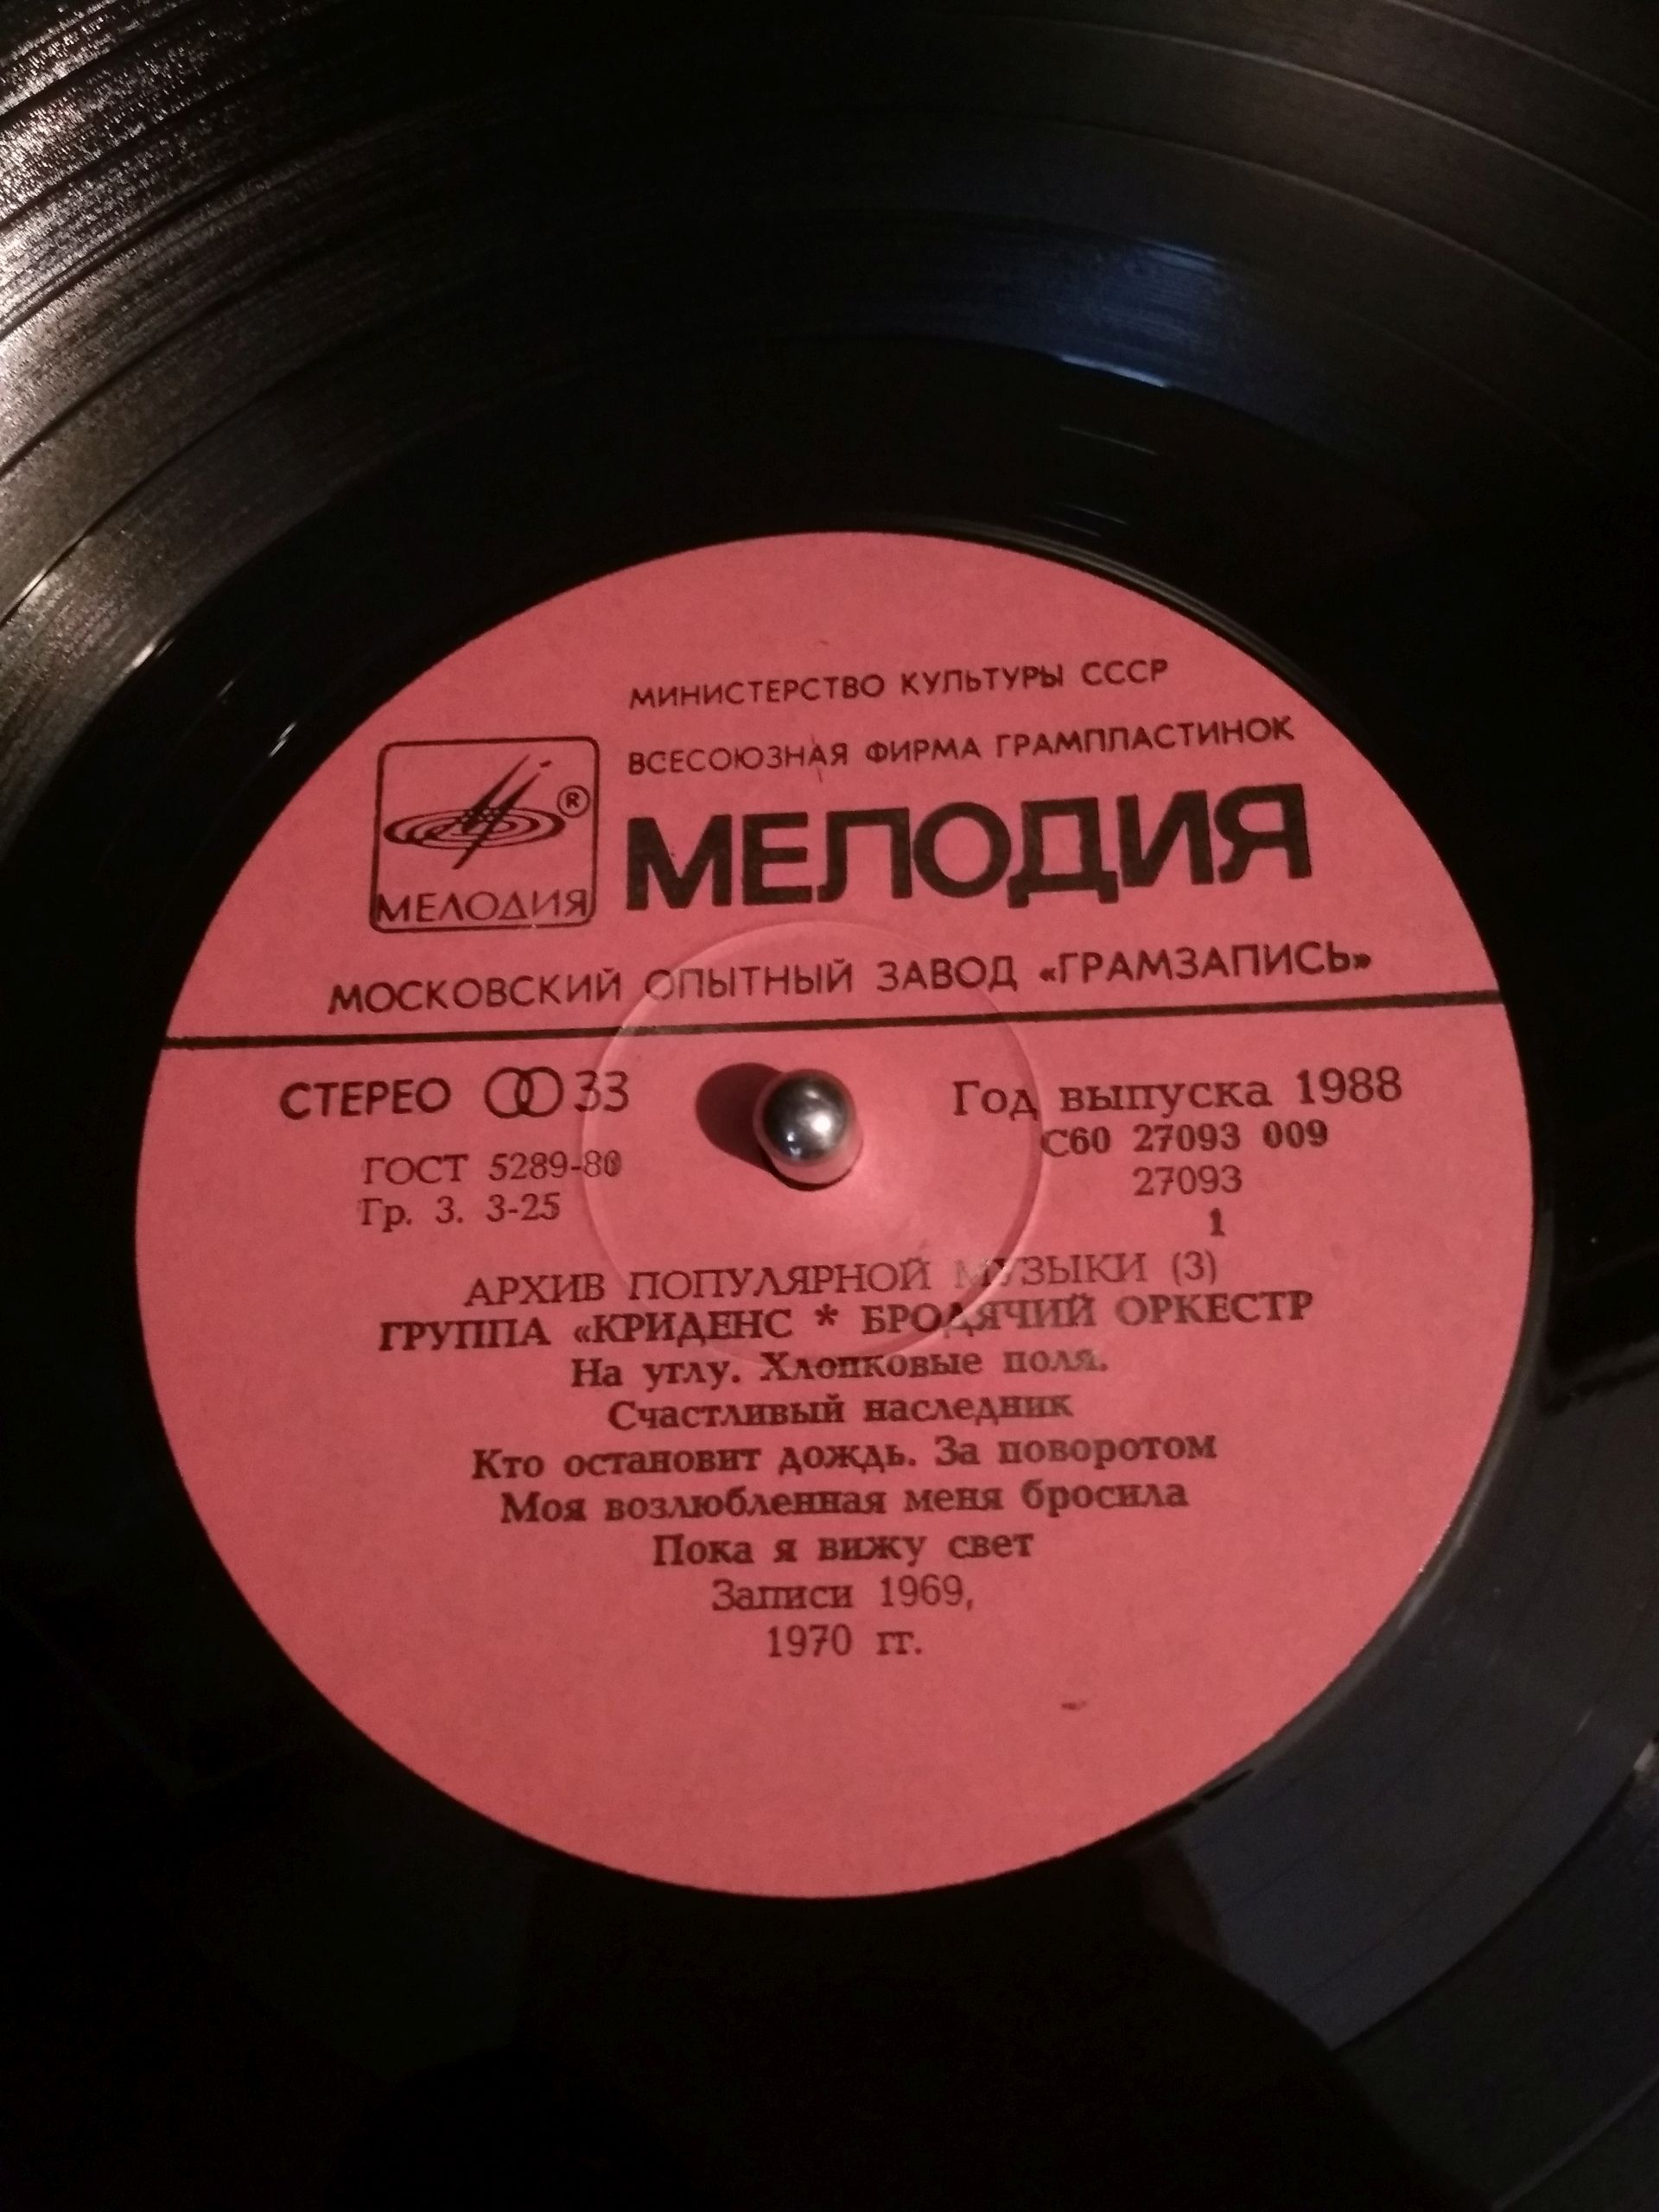 МИНИСТЕРСТВО КУЛЬТУРЫ СССР
ВСЕСОЮЗНАЯ ФИРМА ГРАМПЛАСТИНОК
МЕЛОДИЯ
®
МЕЛОДИЯ
МОСКОВСКИЙ ОПЫТНЫЙ ЗАВОД «ГРАМЗАПИСЬ»
СТЕРЕО 33
Год выпуска 1988
ГОСТ 5289-80
С60 27093 009
Гр. 3. 3-25
27093
1
АРХИВ ПОПУЛЯРНОЙ МУЗЫКИ (3)
ГРУППА «КРИДЕНС * БРОДЯЧИЙ ОРКЕСТР
На углу. Хлопковые поля.
Счастливый наследник
Кто остановит дождь. За поворотом
Моя возлюбленная меня бросила
Пока я вижу свет
Записи 1969,
1970 гг.